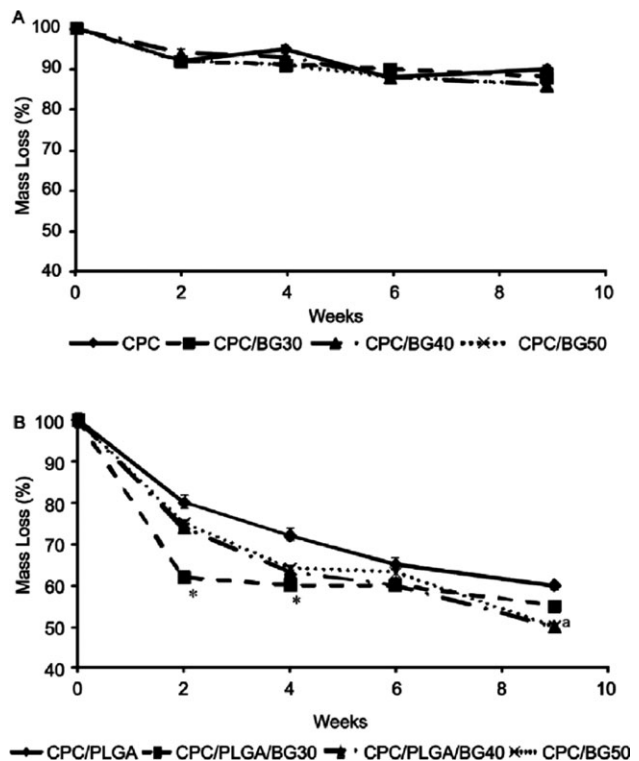 A
Mass Loss (%)
100
90
80
70
60
50
40
0 2 4 6 8 10
Weeks
CPC CPC/BG30 CPC/BG40 CPC/BG50
B
Mass Loss (%)
100
90
80
70
60
50
40
* * a
0 2 4 6 8 10
Weeks
CPC/PLGA CPC/PLGA/BG30 CPC/PLGA/BG40 CPC/BG50